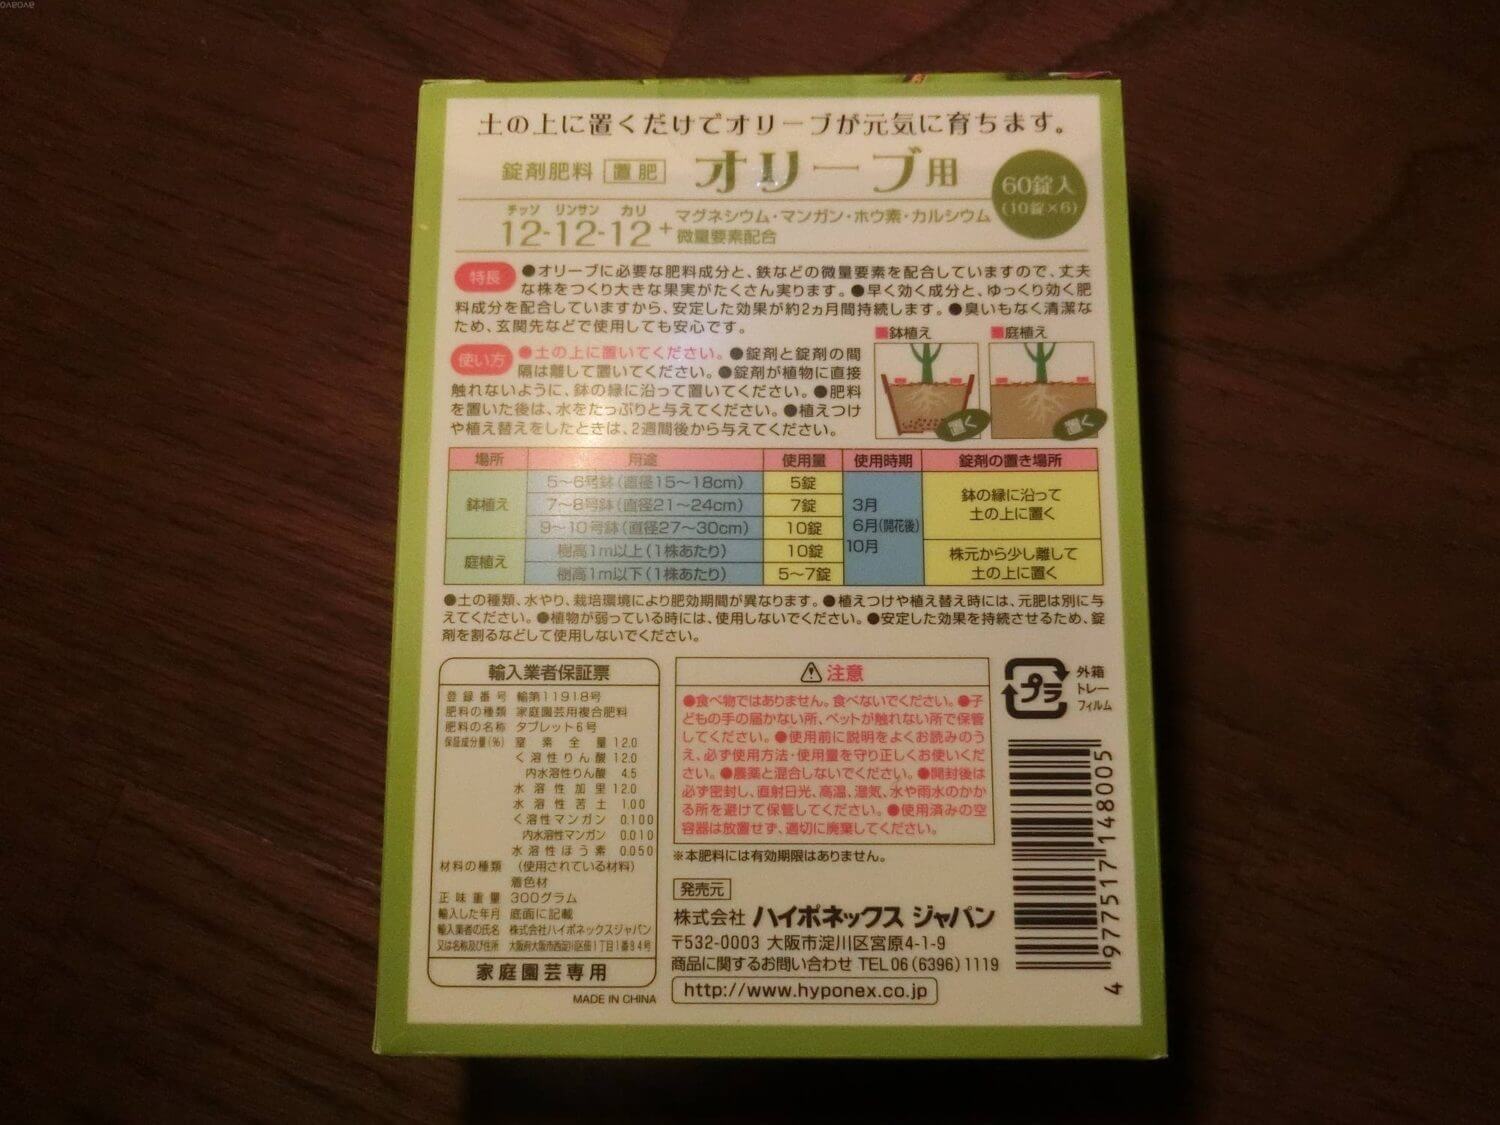 土の上に置くだけでオリーブが元気に育ちます。
錠剤肥料 置肥 オリーブ用
60錠入
(10錠×6)
チッソ リンサン カリ
12-12-12+ マグネシウム・マンガン・ホウ素・カルシウム
微量要素配合
特長 ●オリーブに必要な肥料成分と、鉄などの微量要素を配合していますので、丈夫
な株をつくり大きな果実がたくさん実ります。●早く効く成分と、ゆっくり効く肥
料成分を配合していますから、安定した効果が約2ヵ月間持続します。●臭いもなく清潔な
ため、玄関先などで使用しても安心です。
使い方 ●土の上に置いてください。●錠剤と錠剤の間
隔は離して置いてください。●錠剤が植物に直接
触れないように、鉢の縁に沿って置いてください。●肥料
を置いた後は、水をたっぷりと与えてください。●植えつけ
や植え替えをしたときは、2週間後から与えてください。
■鉢植え ■庭植え
置く 置く
場所 用途 使用量 使用時期 錠剤の置き場所
鉢植え
5〜6号鉢(直径15〜18cm) 5錠
7〜8号鉢(直径21〜24cm) 7錠
9〜10号鉢(直径27〜30cm) 10錠
3月
6月(開花後)
10月
鉢の縁に沿って
土の上に置く
庭植え
樹高1m以上(1株あたり) 10錠
樹高1m以下(1株あたり) 5〜7錠
株元から少し離して
土の上に置く
●土の種類、水やり、栽培環境により肥効期間が異なります。●植えつけや植え替え時には、元肥は別に与
えてください。●植物が弱っている時には、使用しないでください。●安定した効果を持続させるため、錠
剤を割るなどして使用しないでください。
輸入業者保証票
登録番号 輸第11918号
肥料の種類 家庭園芸用複合肥料
肥料の名称 タブレット6号
保証成分量(%) 窒素全量 12.0
く溶性りん酸 12.0
内水溶性りん酸 4.5
水溶性加里 12.0
水溶性苦土 1.00
く溶性マンガン 0.100
内水溶性マンガン 0.010
水溶性ほう素 0.050
材料の種類 (使用されている材料)
着色材
正味重量 300グラム
輸入した年月 底面に記載
輸入業者の氏名 株式会社ハイポネックスジャパン
又は名称及び住所 大阪府大阪市西淀川区佃1丁目1番94号
家庭園芸専用
MADE IN CHINA
注意
●食べ物ではありません。食べないでください。●子
どもの手の届かない所、ペットが触れない所で保管
してください。●使用前に説明をよくお読みのう
え、必ず使用方法・使用量を守り正しくお使いくだ
さい。●農薬と混合しないでください。●開封後は
必ず密封し、直射日光、高温、湿気、水や雨水のかか
る所を避けて保管してください。●使用済みの空
容器は放置せず、適切に廃棄してください。
※本肥料には有効期限はありません。
発売元
株式会社 ハイポネックス ジャパン
〒532-0003 大阪市淀川区宮原4-1-9
商品に関するお問い合わせ TEL06(6396)1119
http://www.hyponex.co.jp
プラ
外箱
トレー
フィルム
4 977517 148005